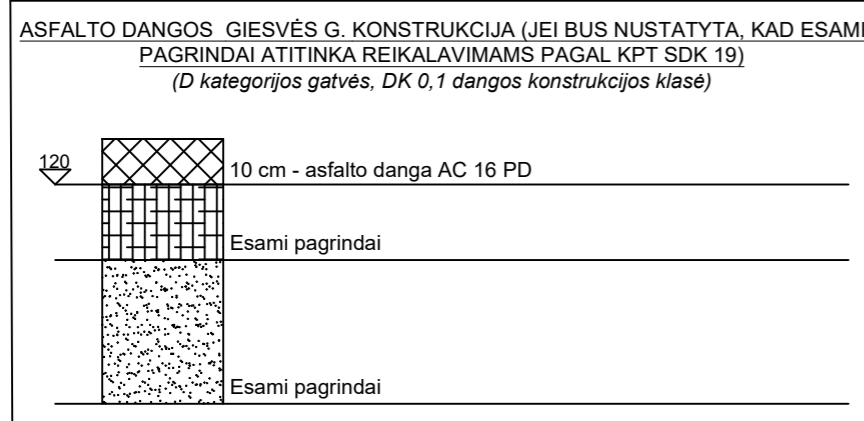 ASFALTO DANGOS GIESVĖS G. KONSTRUKCIJA (JEI BUS NUSTATYTA, KAD ESAMI
PAGRINDAI ATITINKA REIKALAVIMAMS PAGAL KPT SDK 19)
(D kategorijos gatvės, DK 0,1 dangos konstrukcijos klasė)
120
10 cm - asfalto danga AC 16 PD
Esami pagrindai
Esami pagrindai